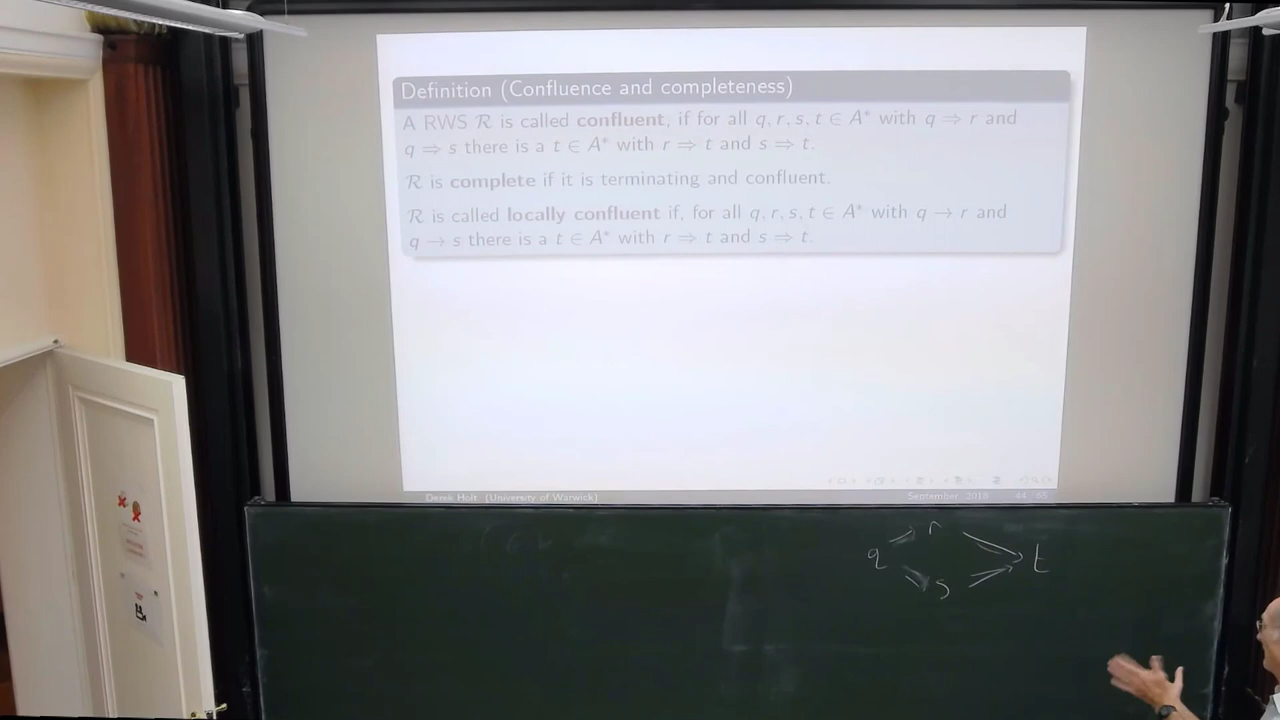 Definition (Confluence and completeness)
A RWS ℛ is called confluent, if for all q, r, s, t ∈ A* with q ⇒ r and
q ⇒ s there is a t ∈ A* with r ⇒ t and s ⇒ t.
ℛ is complete if it is terminating and confluent.
ℛ is called locally confluent if, for all q, r, s, t ∈ A* with q → r and
q → s there is a t ∈ A* with r ⇒ t and s ⇒ t.
Derek Holt (University of Warwick) September 2018 44 / 65
r
q t
s